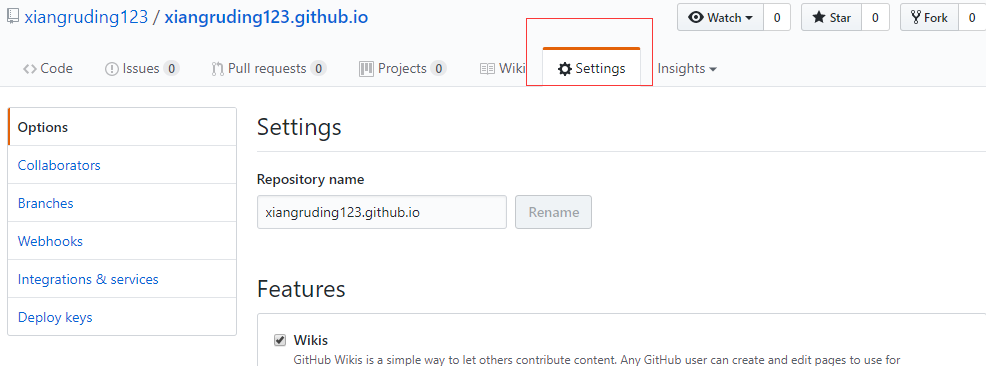 xiangruding123 / xiangruding123.github.io Watch 0 Star 0 Fork 0
Code Issues 0 Pull requests 0 Projects 0 Wiki Settings Insights
Options
Collaborators
Branches
Webhooks
Integrations & services
Deploy keys
Settings
Repository name
xiangruding123.github.io Rename
Features
Wikis
GitHub Wikis is a simple way to let others contribute content. Any GitHub user can create and edit pages to use for